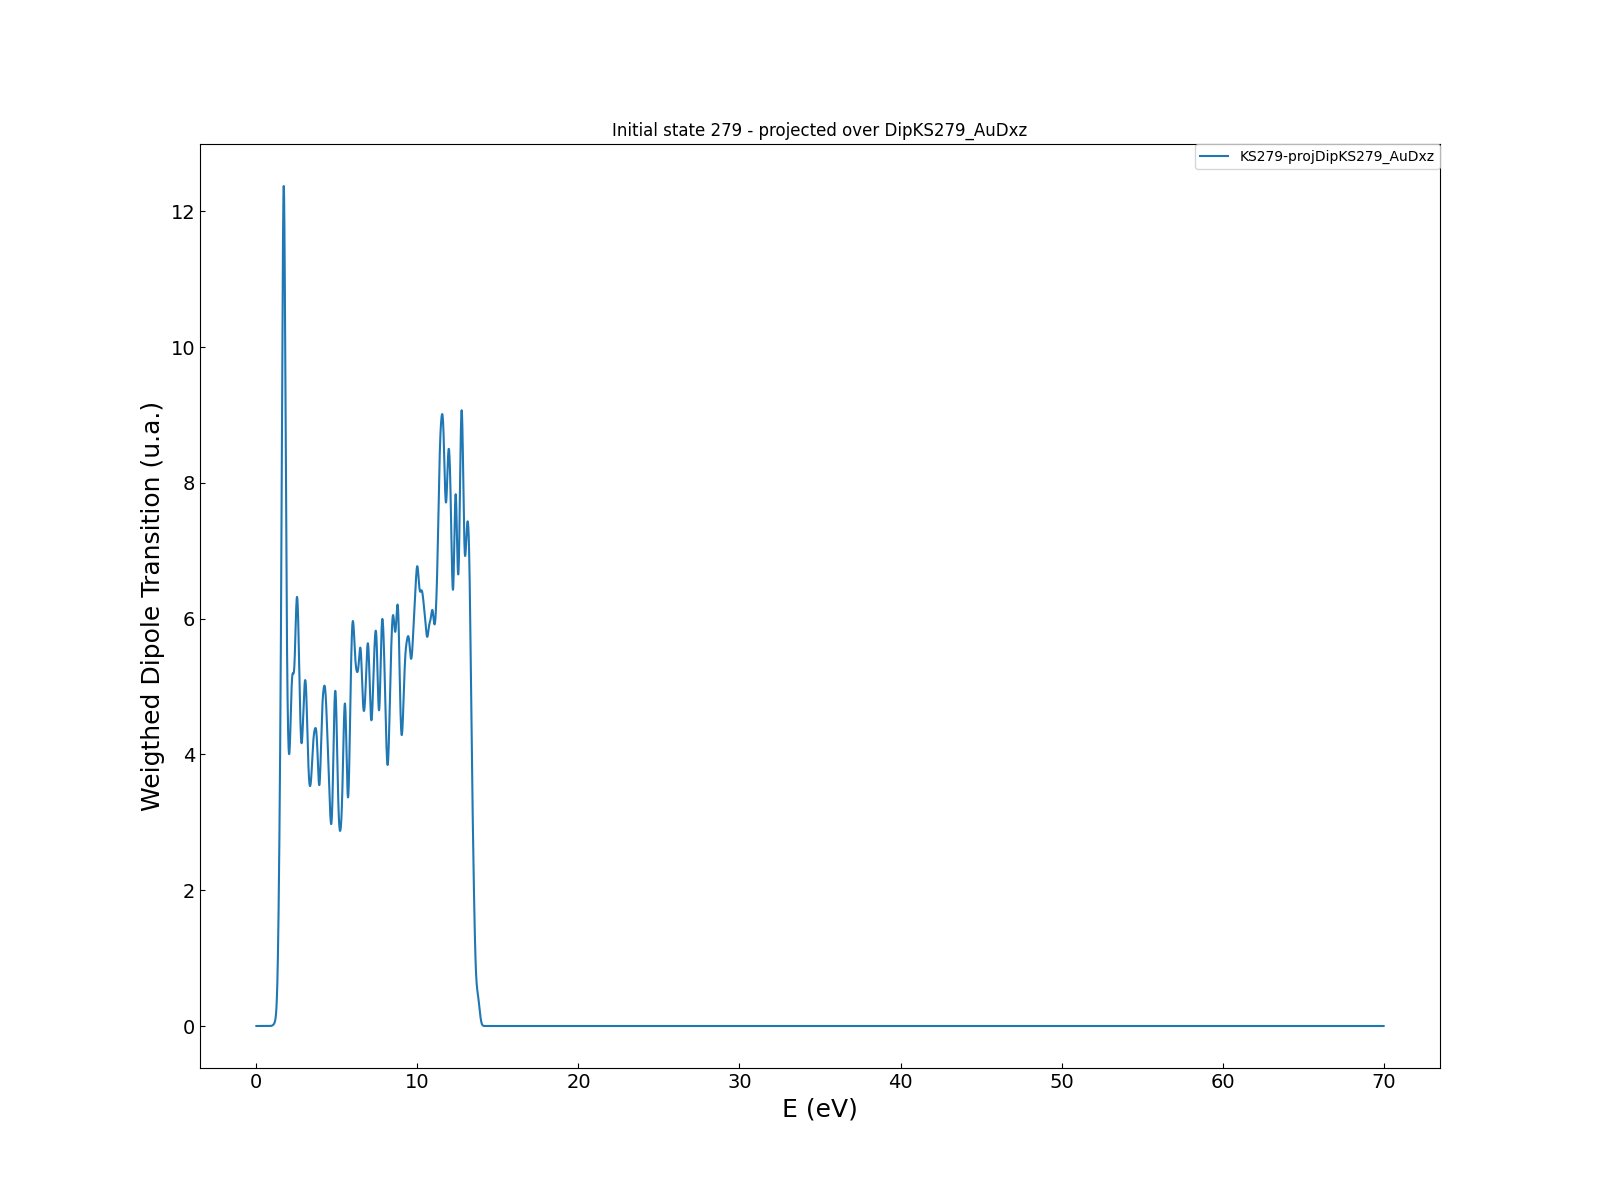 Initial state 279 - projected over DipKS279_AuDxz
KS279-projDipKS279_AuDxz
Weigthed Dipole Transition (u.a.)
12
10
8
6
4
2
0
0 10 20 30 40 50 60 70
E (eV)